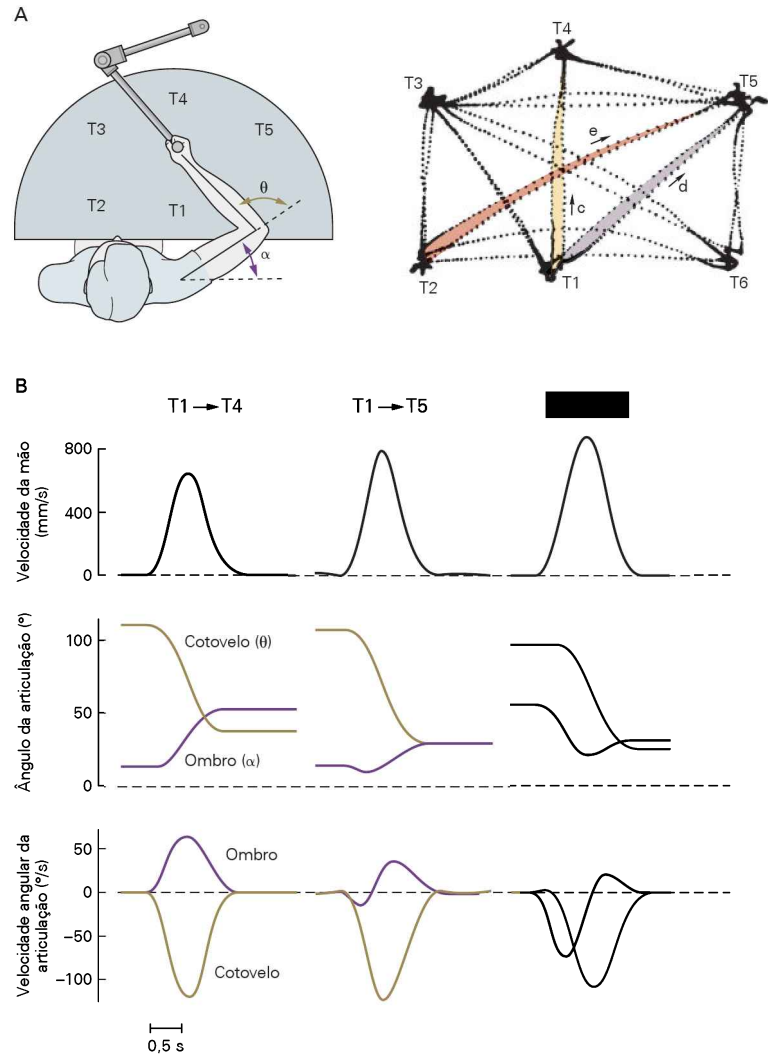 A
T4
T3
T5
T2
T1
θ
α
T4
T3
T5
e
d
c
T2
T1
T6
B
T1 → T4
T1 → T5
Velocidade da mão
(mm/s)
800
400
0
Ângulo da articulação (º)
100
50
0
Cotovelo (θ)
Ombro (α)
Velocidade angular da
articulação (º/s)
50
0
−50
−100
Ombro
Cotovelo
0,5 s